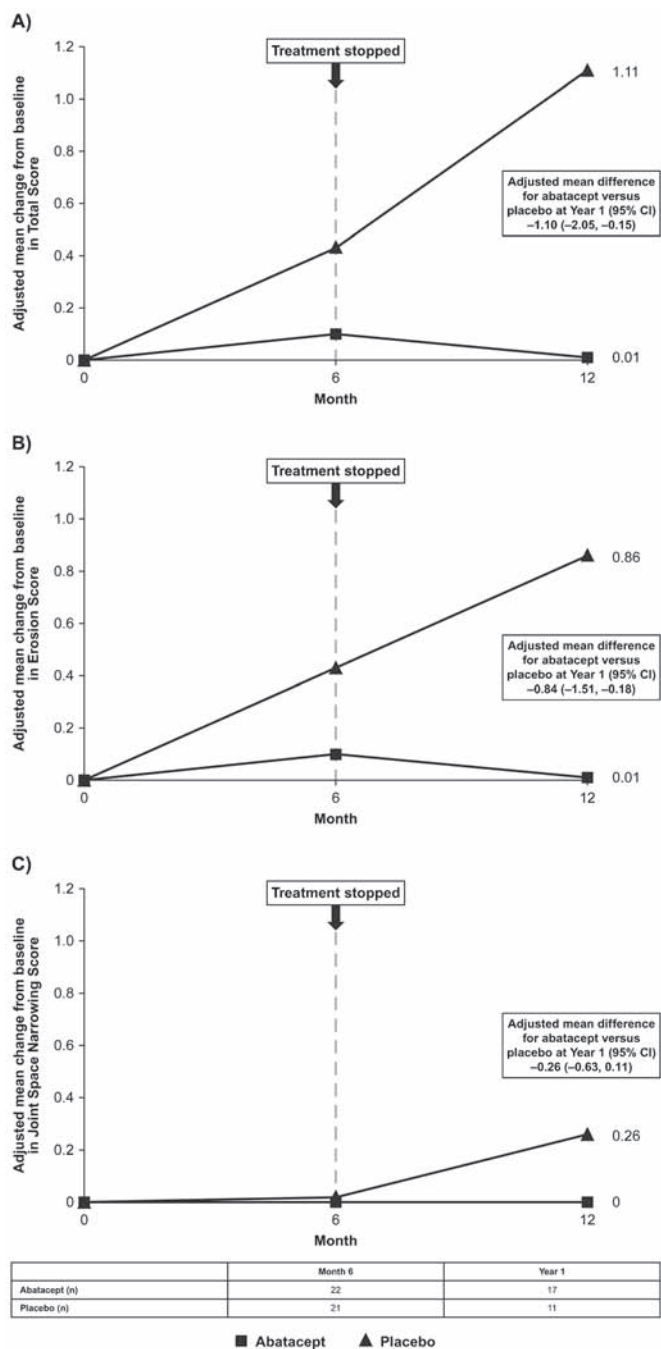 A)
Treatment stopped
1.2
1.0
0.8
0.6
0.4
0.2
0
Adjusted mean change from baseline
in Total Score
1.11
Adjusted mean difference
for abatacept versus
placebo at Year 1 (95% CI)
–1.10 (–2.05, –0.15)
0.01
0 6 12
Month
B)
Treatment stopped
1.2
1.0
0.8
0.6
0.4
0.2
0
Adjusted mean change from baseline
in Erosion Score
0.86
Adjusted mean difference
for abatacept versus
placebo at Year 1 (95% CI)
–0.84 (–1.51, –0.18)
0.01
0 6 12
Month
C)
Treatment stopped
1.2
1.0
0.8
0.6
0.4
0.2
0
Adjusted mean change from baseline
in Joint Space Narrowing Score
Adjusted mean difference
for abatacept versus
placebo at Year 1 (95% CI)
–0.26 (–0.63, 0.11)
0.26
0
0 6 12
Month
Month 6 Year 1
Abatacept (n) 22 17
Placebo (n) 21 11
Abatacept Placebo